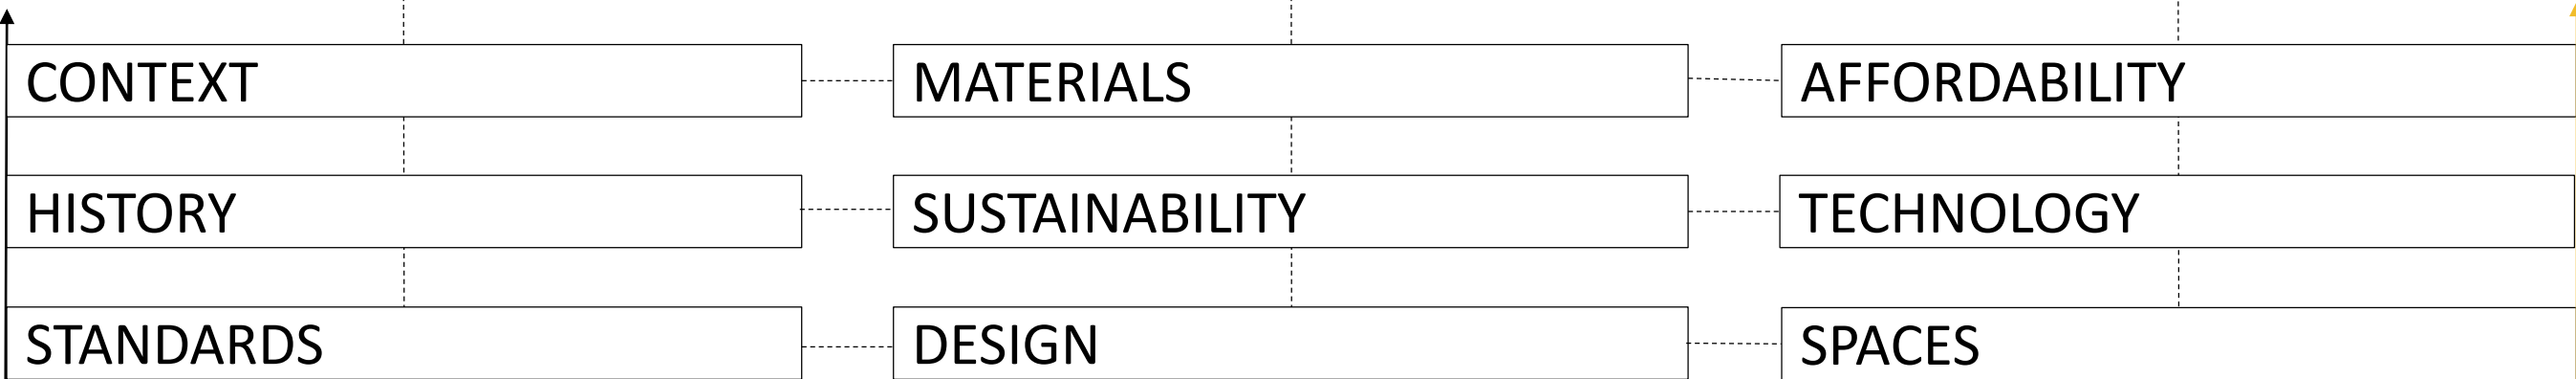 CONTEXT
MATERIALS
AFFORDABILITY
HISTORY
SUSTAINABILITY
TECHNOLOGY
STANDARDS
DESIGN
SPACES